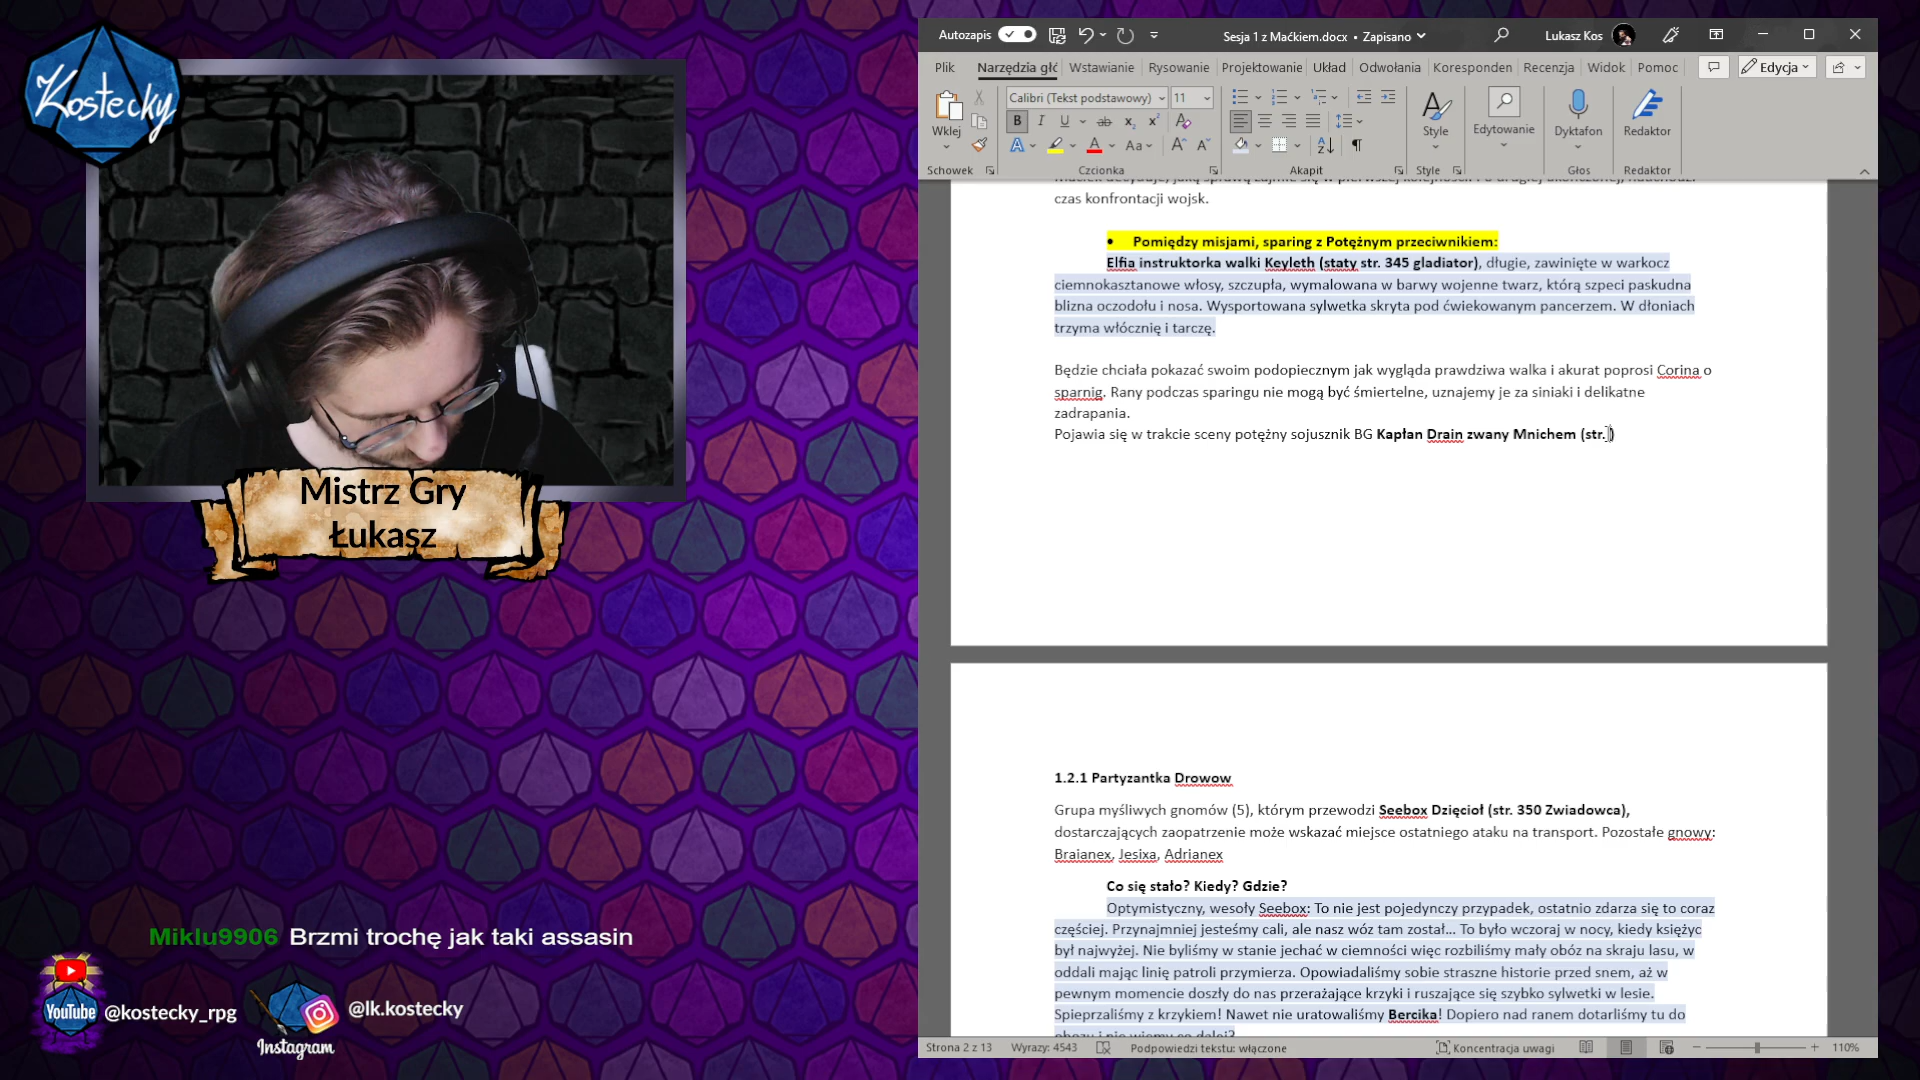 Kostecky
Mistrz Gry
Łukasz
Miklu9906 Brzmi trochę jak taki assasin
YouTube @kostecky_rpg
@lk.kostecky
Instagram
Autozapis
Sesja 1 z Maćkiem.docx • Zapisano
Lukasz Kos
Plik Narzędzia głć Wstawianie Rysowanie Projektowanie Układ Odwołania Koresponden Recenzja Widok Pomoc Edycja
Wklej
Calibri (Tekst podstawowy) 11
B I U ab x₂ x²
A A Aa A A
Style
Edytowanie
Dyktafon
Redaktor
Schowek Czcionka Akapit Style Głos Redaktor
czas konfrontacji wojsk.
• Pomiędzy misjami, sparing z Potężnym przeciwnikiem:
Elfia instruktorka walki Keyleth (staty str. 345 gladiator), długie, zawinięte w warkocz
ciemnokasztanowe włosy, szczupła, wymalowana w barwy wojenne twarz, którą szpeci paskudna
blizna oczodołu i nosa. Wysportowana sylwetka skryta pod ćwiekowanym pancerzem. W dłoniach
trzyma włócznię i tarczę.
Będzie chciała pokazać swoim podopiecznym jak wygląda prawdziwa walka i akurat poprosi Corina o
sparnig. Rany podczas sparingu nie mogą być śmiertelne, uznajemy je za siniaki i delikatne
zadrapania.
Pojawia się w trakcie sceny potężny sojusznik BG Kapłan Drain zwany Mnichem (str. )
1.2.1 Partyzantka Drowow
Grupa myśliwych gnomów (5), którym przewodzi Seebox Dzięcioł (str. 350 Zwiadowca),
dostarczających zaopatrzenie może wskazać miejsce ostatniego ataku na transport. Pozostałe gnowy:
Braianex, Jesixa, Adrianex
Co się stało? Kiedy? Gdzie?
Optymistyczny, wesoły Seebox: To nie jest pojedynczy przypadek, ostatnio zdarza się to coraz
częściej. Przynajmniej jesteśmy cali, ale nasz wóz tam został... To było wczoraj w nocy, kiedy księżyc
był najwyżej. Nie byliśmy w stanie jechać w ciemności więc rozbiliśmy mały obóz na skraju lasu, w
oddali mając linię patroli przymierza. Opowiadaliśmy sobie straszne historie przed snem, aż w
pewnym momencie doszły do nas przerażające krzyki i ruszające się szybko sylwetki w lesie.
Spieprzaliśmy z krzykiem! Nawet nie uratowaliśmy Bercika! Dopiero nad ranem dotarliśmy tu do
Strona 2 z 13 Wyrazy: 4543 Podpowiedzi tekstu: włączone Koncentracja uwagi 110%